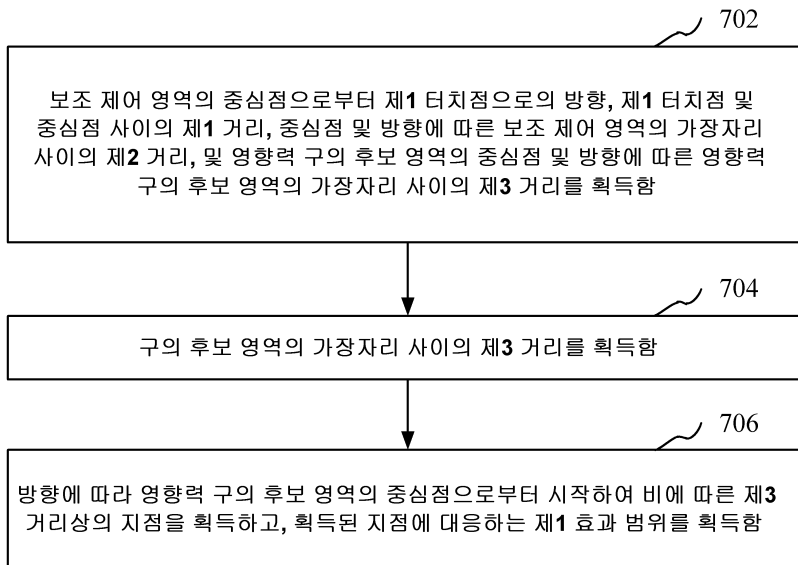 702
보조 제어 영역의 중심점으로부터 제1 터치점으로의 방향, 제1 터치점 및
중심점 사이의 제1 거리, 중심점 및 방향에 따른 보조 제어 영역의 가장자리
사이의 제2 거리, 및 영향력 구의 후보 영역의 중심점 및 방향에 따른 영향력
구의 후보 영역의 가장자리 사이의 제3 거리를 획득함
704
구의 후보 영역의 가장자리 사이의 제3 거리를 획득함
706
방향에 따라 영향력 구의 후보 영역의 중심점으로부터 시작하여 비에 따른 제3
거리상의 지점을 획득하고, 획득된 지점에 대응하는 제1 효과 범위를 획득함